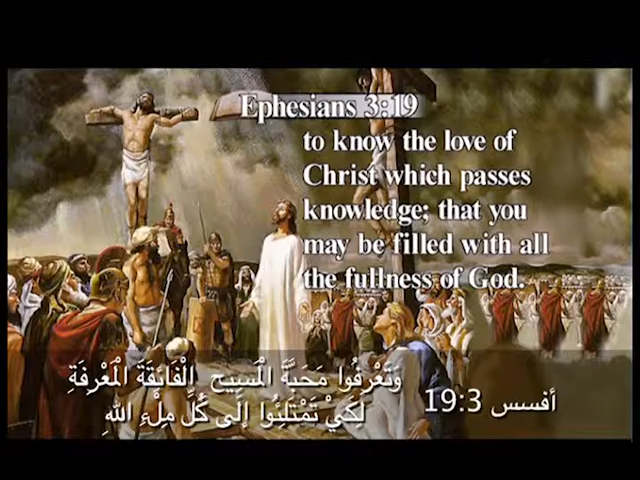 Ephesians 3:19
to know the love of
Christ which passes
knowledge; that you
may be filled with all
the fullness of God.
وَتَعْرِفُوا مَحَبَّةَ الْمَسِيحِ الْفَائِقَةَ الْمَعْرِفَةِ
لِكَيْ تَمْتَلِئُوا إِلَى كُلِّ مِلْءِ اللهِ
أفسس 19:3